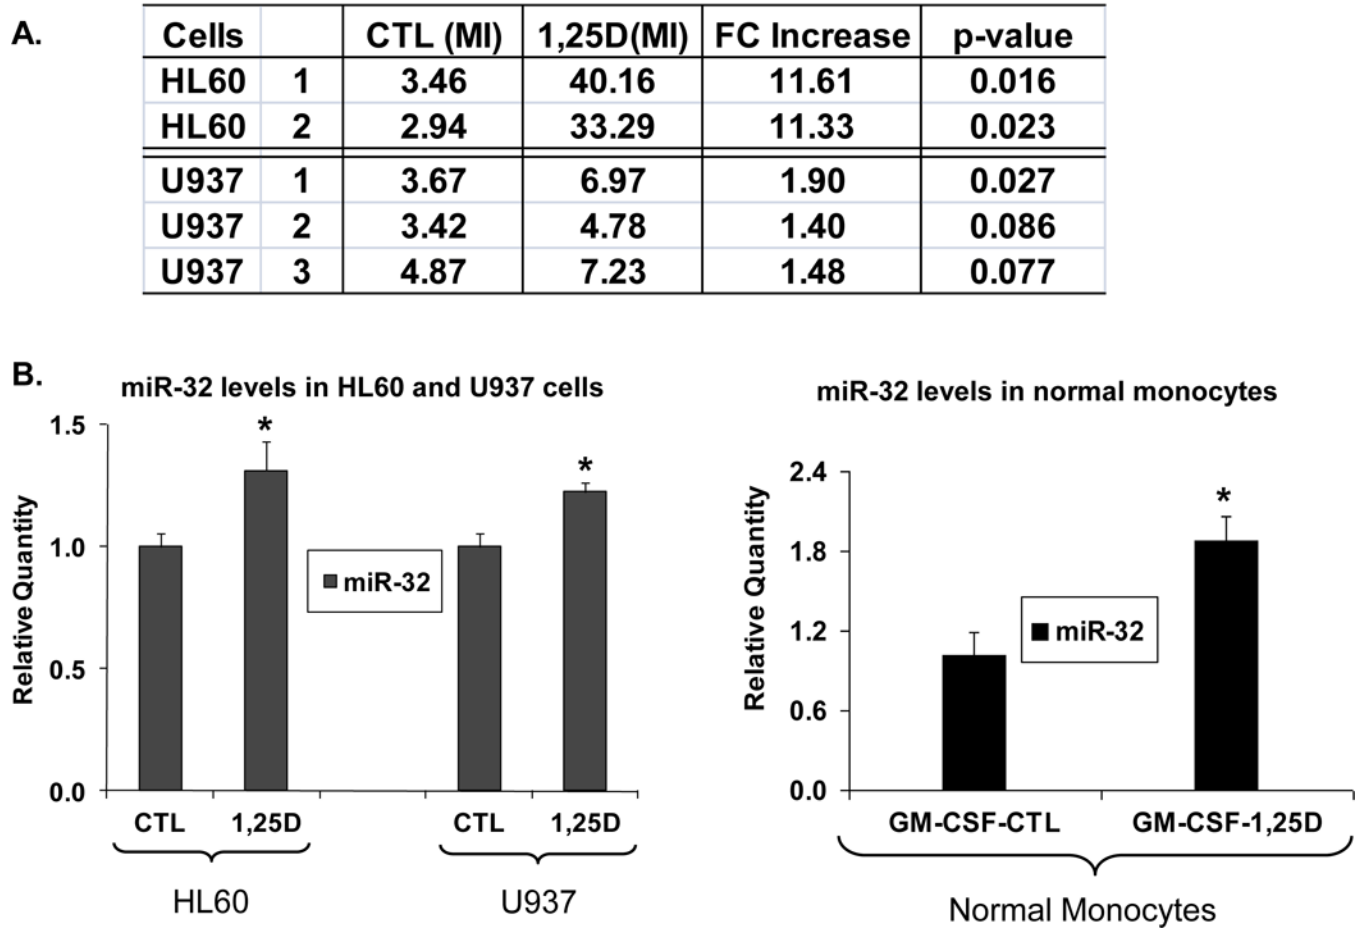 A.
Cells CTL (MI) 1,25D(MI) FC Increase p-value
HL60 1 3.46 40.16 11.61 0.016
HL60 2 2.94 33.29 11.33 0.023
U937 1 3.67 6.97 1.90 0.027
U937 2 3.42 4.78 1.40 0.086
U937 3 4.87 7.23 1.48 0.077
B.
miR-32 levels in HL60 and U937 cells
Relative Quantity
1.5
1.0
0.5
0.0
*
*
miR-32
CTL 1,25D CTL 1,25D
HL60 U937
miR-32 levels in normal monocytes
Relative Quantity
2.4
1.8
1.2
0.6
0.0
*
miR-32
GM-CSF-CTL GM-CSF-1,25D
Normal Monocytes